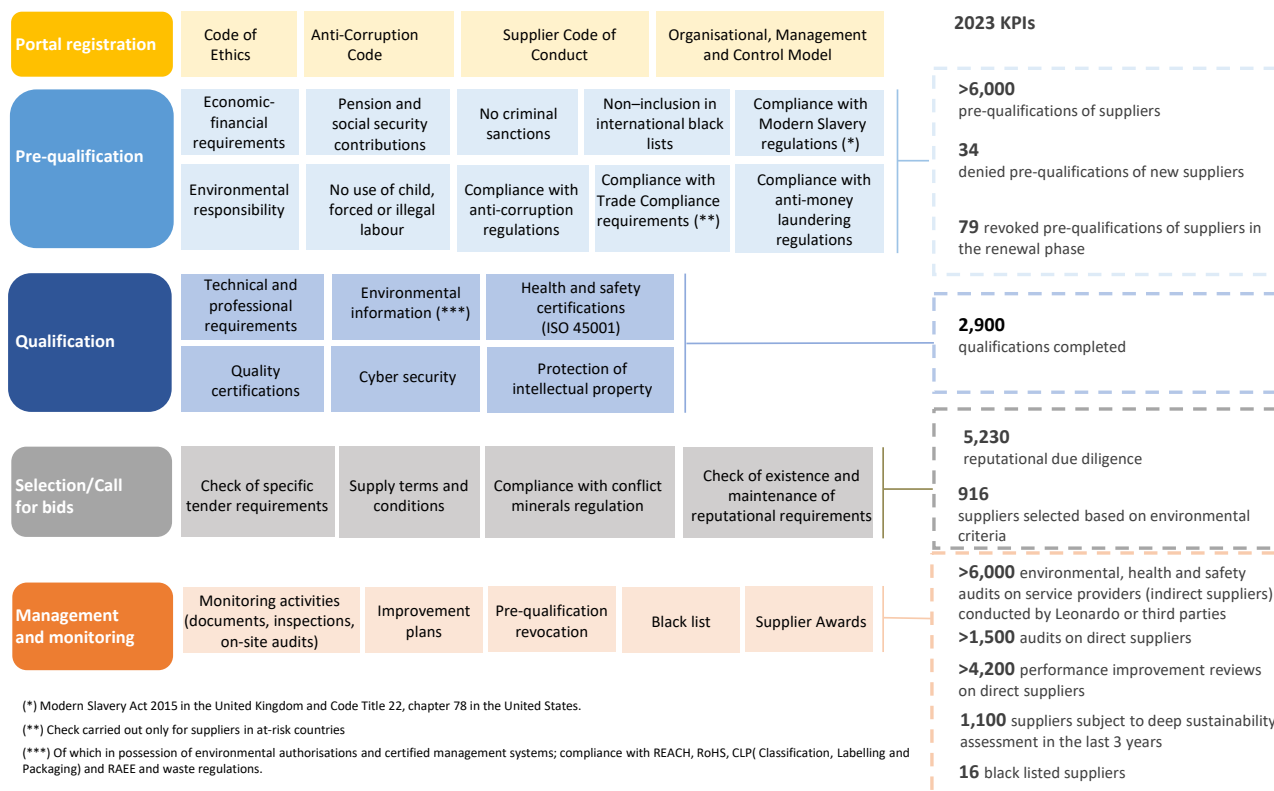 Portal registration
Code of
Ethics
Anti-Corruption
Code
Supplier Code of
Conduct
Organisational, Management
and Control Model
2023 KPIs
Pre-qualification
Economic-
financial
requirements
Pension and
social security
contributions
No criminal
sanctions
Non–inclusion in
international black
lists
Compliance with
Modern Slavery
regulations (*)
Environmental
responsibility
No use of child,
forced or illegal
labour
Compliance with
anti-corruption
regulations
Compliance with
Trade Compliance
requirements (**)
Compliance with
anti-money
laundering
regulations
>6,000
pre-qualifications of suppliers
34
denied pre-qualifications of new suppliers
79 revoked pre-qualifications of suppliers in
the renewal phase
Qualification
Technical and
professional
requirements
Environmental
information (***)
Health and safety
certifications
(ISO 45001)
Quality
certifications
Cyber security
Protection of
intellectual property
2,900
qualifications completed
Selection/Call
for bids
Check of specific
tender requirements
Supply terms and
conditions
Compliance with conflict
minerals regulation
Check of existence and
maintenance of
reputational requirements
5,230
reputational due diligence
916
suppliers selected based on environmental
criteria
Management
and monitoring
Monitoring activities
(documents, inspections,
on-site audits)
Improvement
plans
Pre-qualification
revocation
Black list
Supplier Awards
>6,000 environmental, health and safety
audits on service providers (indirect suppliers)
conducted by Leonardo or third parties
>1,500 audits on direct suppliers
>4,200 performance improvement reviews
on direct suppliers
1,100 suppliers subject to deep sustainability
assessment in the last 3 years
16 black listed suppliers
(*) Modern Slavery Act 2015 in the United Kingdom and Code Title 22, chapter 78 in the United States.
(**) Check carried out only for suppliers in at-risk countries
(***) Of which in possession of environmental authorisations and certified management systems; compliance with REACH, RoHS, CLP( Classification, Labelling and
Packaging) and RAEE and waste regulations.